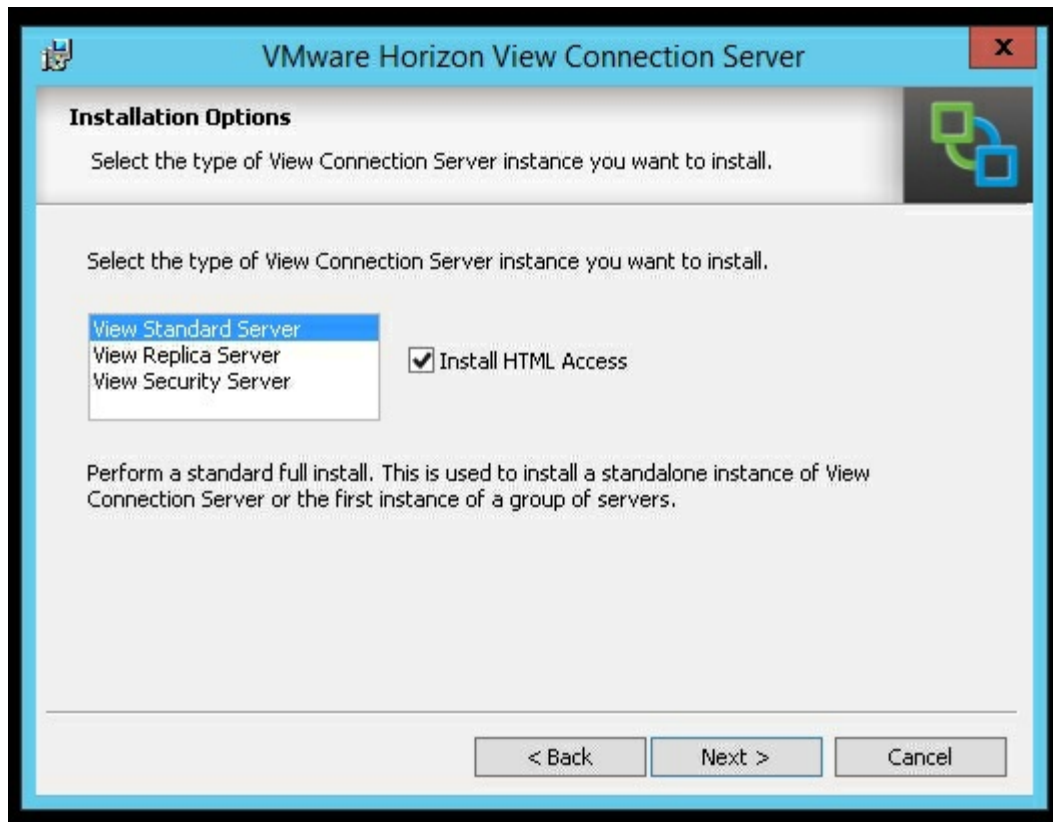 VMware Horizon View Connection Server
x
Installation Options
Select the type of View Connection Server instance you want to install.
Select the type of View Connection Server instance you want to install.
View Standard Server
View Replica Server
View Security Server
Install HTML Access
Perform a standard full install. This is used to install a standalone instance of View
Connection Server or the first instance of a group of servers.
< Back
Next >
Cancel